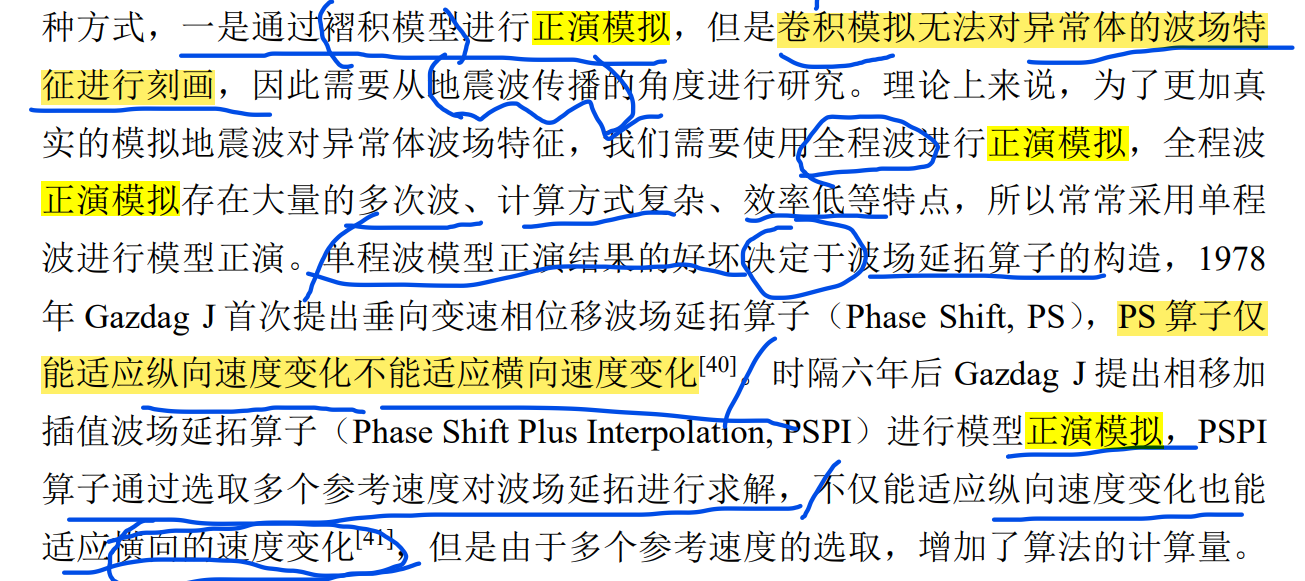 种方式，一是通过褶积模型进行正演模拟，但是卷积模拟无法对异常体的波场特
征进行刻画，因此需要从地震波传播的角度进行研究。理论上来说，为了更加真
实的模拟地震波对异常体波场特征，我们需要使用全程波进行正演模拟，全程波
正演模拟存在大量的多次波、计算方式复杂、效率低等特点，所以常常采用单程
波进行模型正演。单程波模型正演结果的好坏决定于波场延拓算子的构造，1978
年 Gazdag J 首次提出垂向变速相位移波场延拓算子（Phase Shift, PS），PS 算子仅
能适应纵向速度变化不能适应横向速度变化[40]。时隔六年后 Gazdag J 提出相移加
插值波场延拓算子（Phase Shift Plus Interpolation, PSPI）进行模型正演模拟，PSPI
算子通过选取多个参考速度对波场延拓进行求解，不仅能适应纵向速度变化也能
适应横向的速度变化[41]，但是由于多个参考速度的选取，增加了算法的计算量。